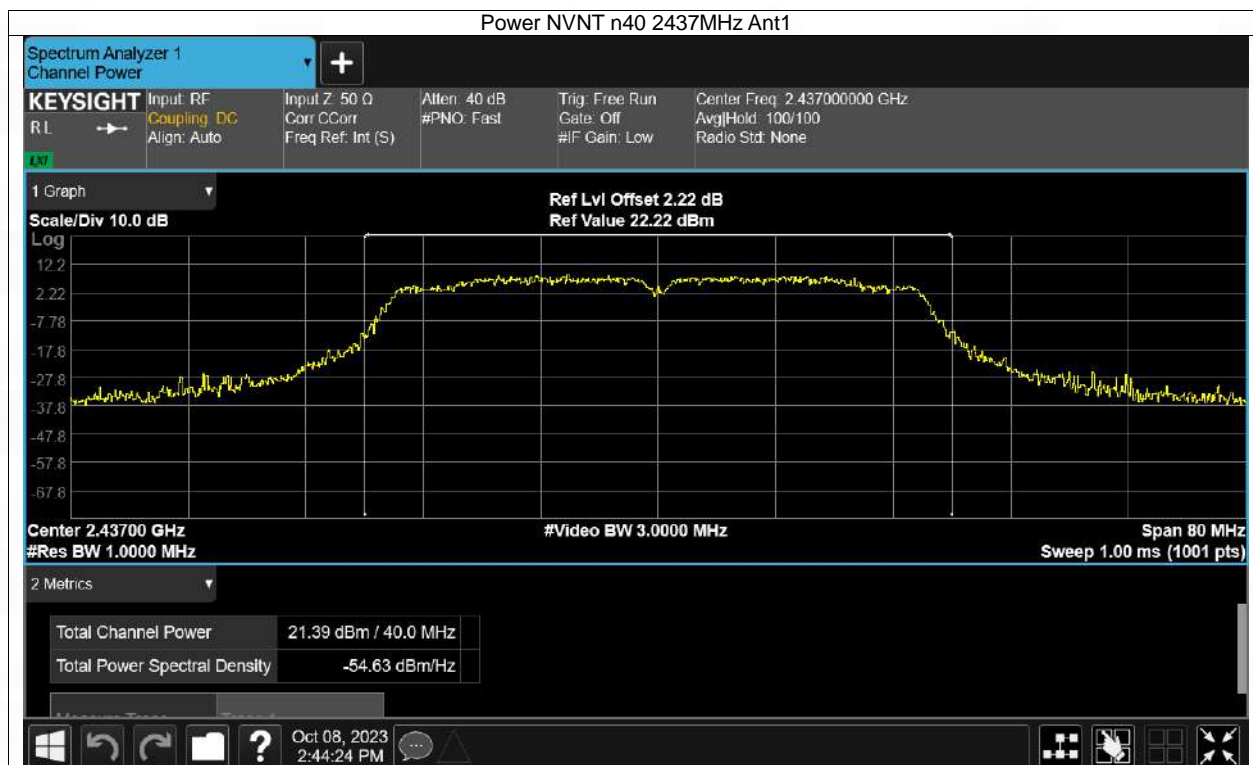 Power NVNT n40 2437MHz Ant1
Spectrum Analyzer 1
Channel Power
KEYSIGHT
RL
LXI
Input: RF
Coupling: DC
Align: Auto
Input Z: 50 Ω
Corr CCorr
Freq Ref: Int (S)
Atten: 40 dB
#PNO: Fast
Trig: Free Run
Gate: Off
#IF Gain: Low
Center Freq: 2.437000000 GHz
Avg|Hold: 100/100
Radio Std: None
1 Graph
Scale/Div 10.0 dB
Ref Lvl Offset 2.22 dB
Ref Value 22.22 dBm
Log
12.2
2.22
-7.78
-17.8
-27.8
-37.8
-47.8
-57.8
-67.8
Center 2.43700 GHz
#Res BW 1.0000 MHz
#Video BW 3.0000 MHz
Span 80 MHz
Sweep 1.00 ms (1001 pts)
2 Metrics
Total Channel Power 21.39 dBm / 40.0 MHz
Total Power Spectral Density -54.63 dBm/Hz
?
Oct 08, 2023
2:44:24 PM